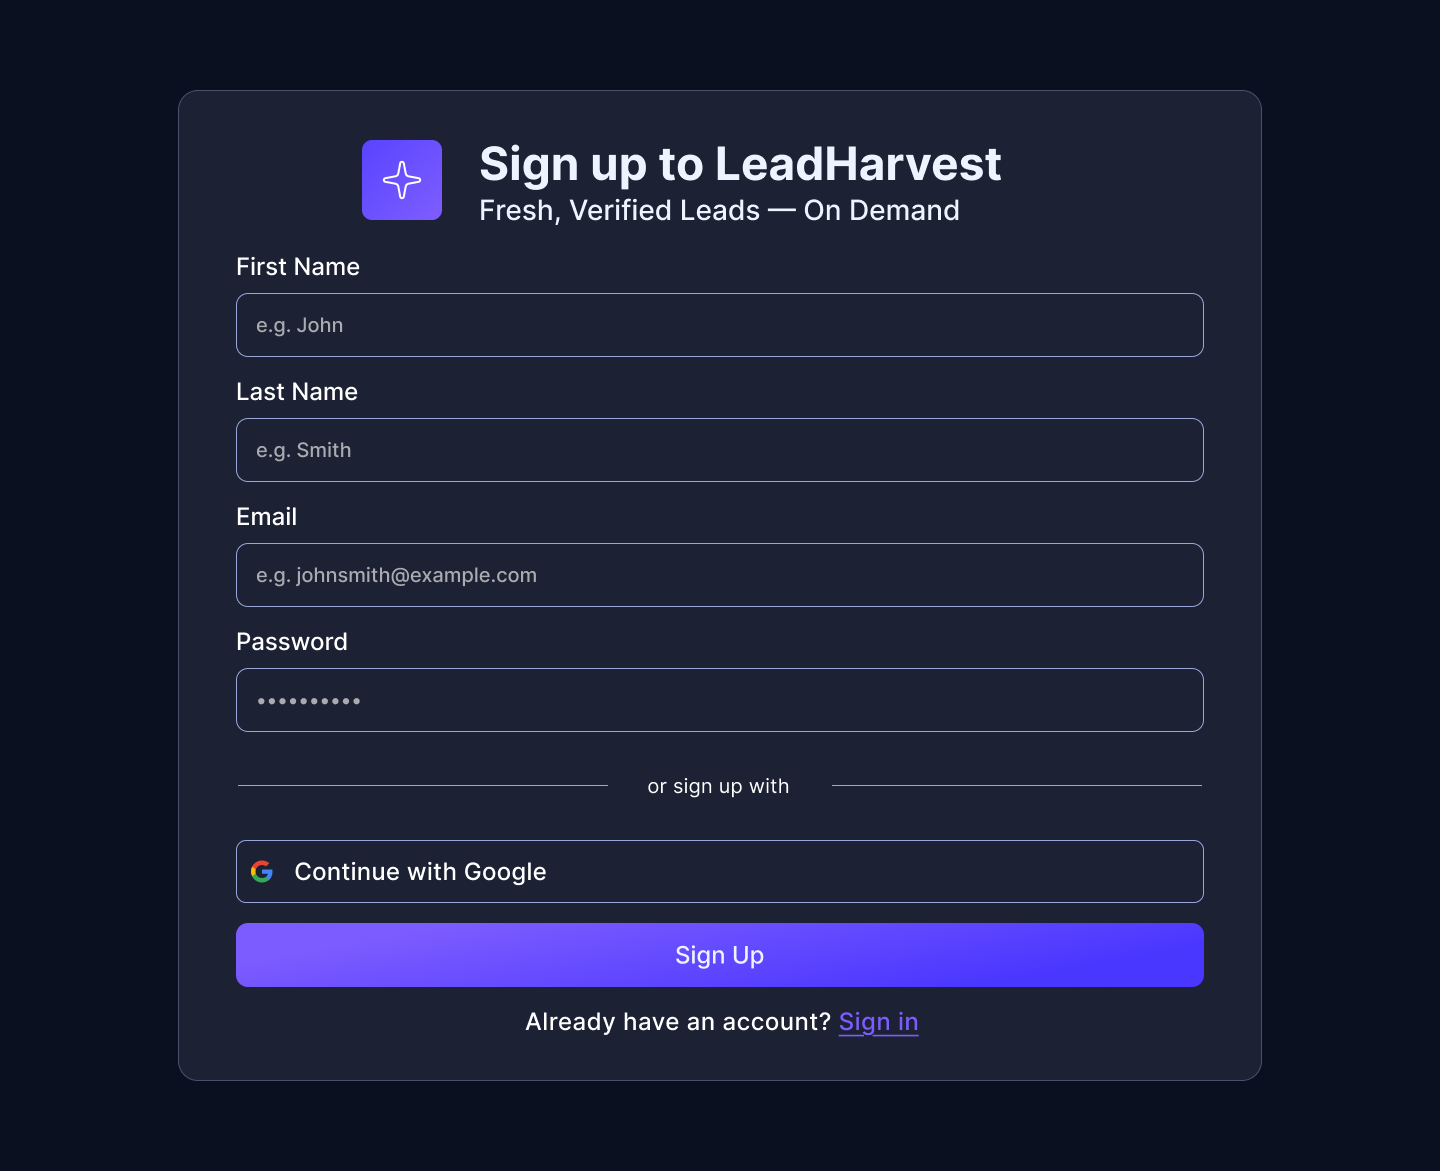 Sign up to LeadHarvest
Fresh, Verified Leads — On Demand
First Name
e.g. John
Last Name
e.g. Smith
Email
e.g. johnsmith@example.com
Password
••••••••••
or sign up with
Continue with Google
Sign Up
Already have an account? Sign in